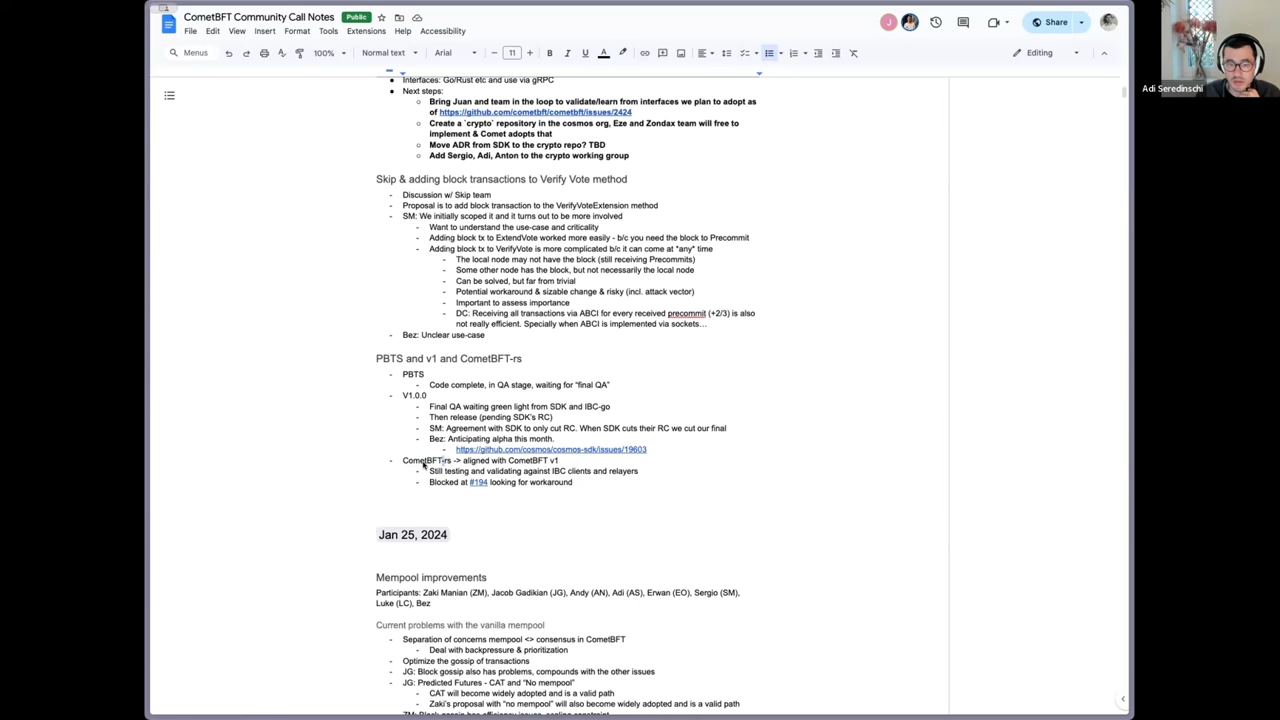 CometBFT Community Call Notes Public
File Edit View Insert Format Tools Extensions Help Accessibility
J
Share
Menus
100%
Normal text
Arial
11
Editing
Adi Seredinschi
● Interfaces: Go/Rust etc and use via gRPC
● Next steps:
○ Bring Juan and team in the loop to validate/learn from interfaces we plan to adopt as
of https://github.com/cometbft/cometbft/issues/2424
○ Create a `crypto` repository in the cosmos org, Eze and Zondax team will free to
implement & Comet adopts that
○ Move ADR from SDK to the crypto repo? TBD
○ Add Sergio, Adi, Anton to the crypto working group
Skip & adding block transactions to Verify Vote method
- Discussion w/ Skip team
- Proposal is to add block transaction to the VerifyVoteExtension method
- SM: We initially scoped it and it turns out to be more involved
- Want to understand the use-case and criticality
- Adding block tx to ExtendVote worked more easily - b/c you need the block to Precommit
- Adding block tx to VerifyVote is more complicated b/c it can come at *any* time
- The local node may not have the block (still receiving Precommits)
- Some other node has the block, but not necessarily the local node
- Can be solved, but far from trivial
- Potential workaround & sizable change & risky (incl. attack vector)
- Important to assess importance
- DC: Receiving all transactions via ABCI for every received precommit (+2/3) is also
not really efficient. Specially when ABCI is implemented via sockets…
- Bez: Unclear use-case
PBTS and v1 and CometBFT-rs
- PBTS
- Code complete, in QA stage, waiting for “final QA”
- V1.0.0
- Final QA waiting green light from SDK and IBC-go
- Then release (pending SDK's RC)
- SM: Agreement with SDK to only cut RC. When SDK cuts their RC we cut our final
- Bez: Anticipating alpha this month.
- https://github.com/cosmos/cosmos-sdk/issues/19603
- CometBFT-rs -> aligned with CometBFT v1
- Still testing and validating against IBC clients and relayers
- Blocked at #194 looking for workaround
Jan 25, 2024
Mempool improvements
Participants: Zaki Manian (ZM), Jacob Gadikian (JG), Andy (AN), Adi (AS), Erwan (EO), Sergio (SM),
Luke (LC), Bez
Current problems with the vanilla mempool
- Separation of concerns mempool <> consensus in CometBFT
- Deal with backpressure & prioritization
- Optimize the gossip of transactions
- JG: Block gossip also has problems, compounds with the other issues
- JG: Predicted Futures - CAT and “No mempool”
- CAT will become widely adopted and is a valid path
- Zaki's proposal with “no mempool” will also become widely adopted and is a valid path